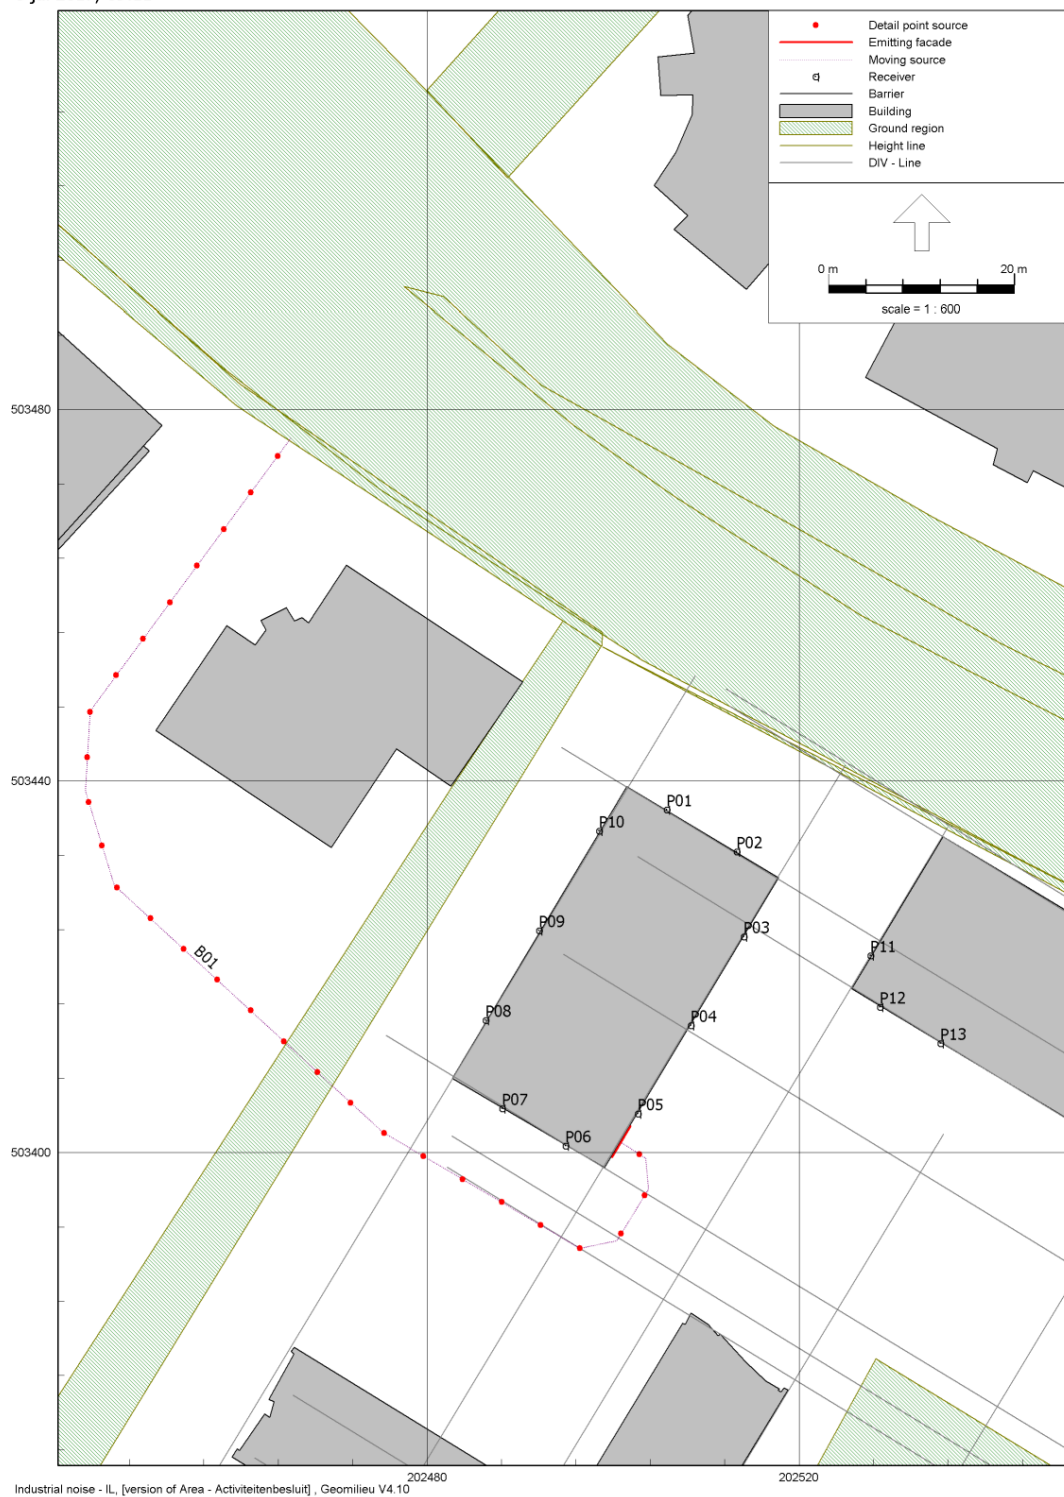 Detail point source
Emitting facade
Moving source
Receiver
Barrier
Building
Ground region
Height line
DIV - Line
0 m
20 m
scale = 1 : 600
503480
503440
P01
P10
P02
P09
P03
P11
B01
P12
P08
P04
P13
P07
P05
P06
503400
202480
202520
Industrial noise - IL, [version of Area - Activiteitenbesluit] , Geomilieu V4.10